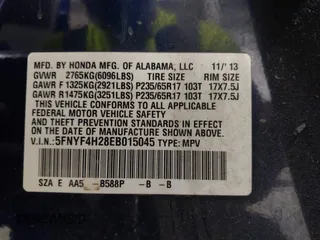 MFD. BY HONDA MFG. OF ALABAMA, LLC 11/'13
GVWR 2765KG(6096LBS) TIRE SIZE RIM SIZE
GAWR F 1325KG(2921LBS) P235/65R17 103T 17X7.5J
GAWR R 1475KG(3251LBS) P235/65R17 103T 17X7.5J
THIS VEHICLE CONFORMS TO ALL APPLICABLE
FEDERAL MOTOR VEHICLE SAFETY AND THEFT
PREVENTION STANDARDS IN EFFECT ON THE
DATE OF MANUFACTURE SHOWN ABOVE.
V.I.N.: 5FNYF4H28EB015045 TYPE: MPV
SZA E AA5 -B588P -B -B